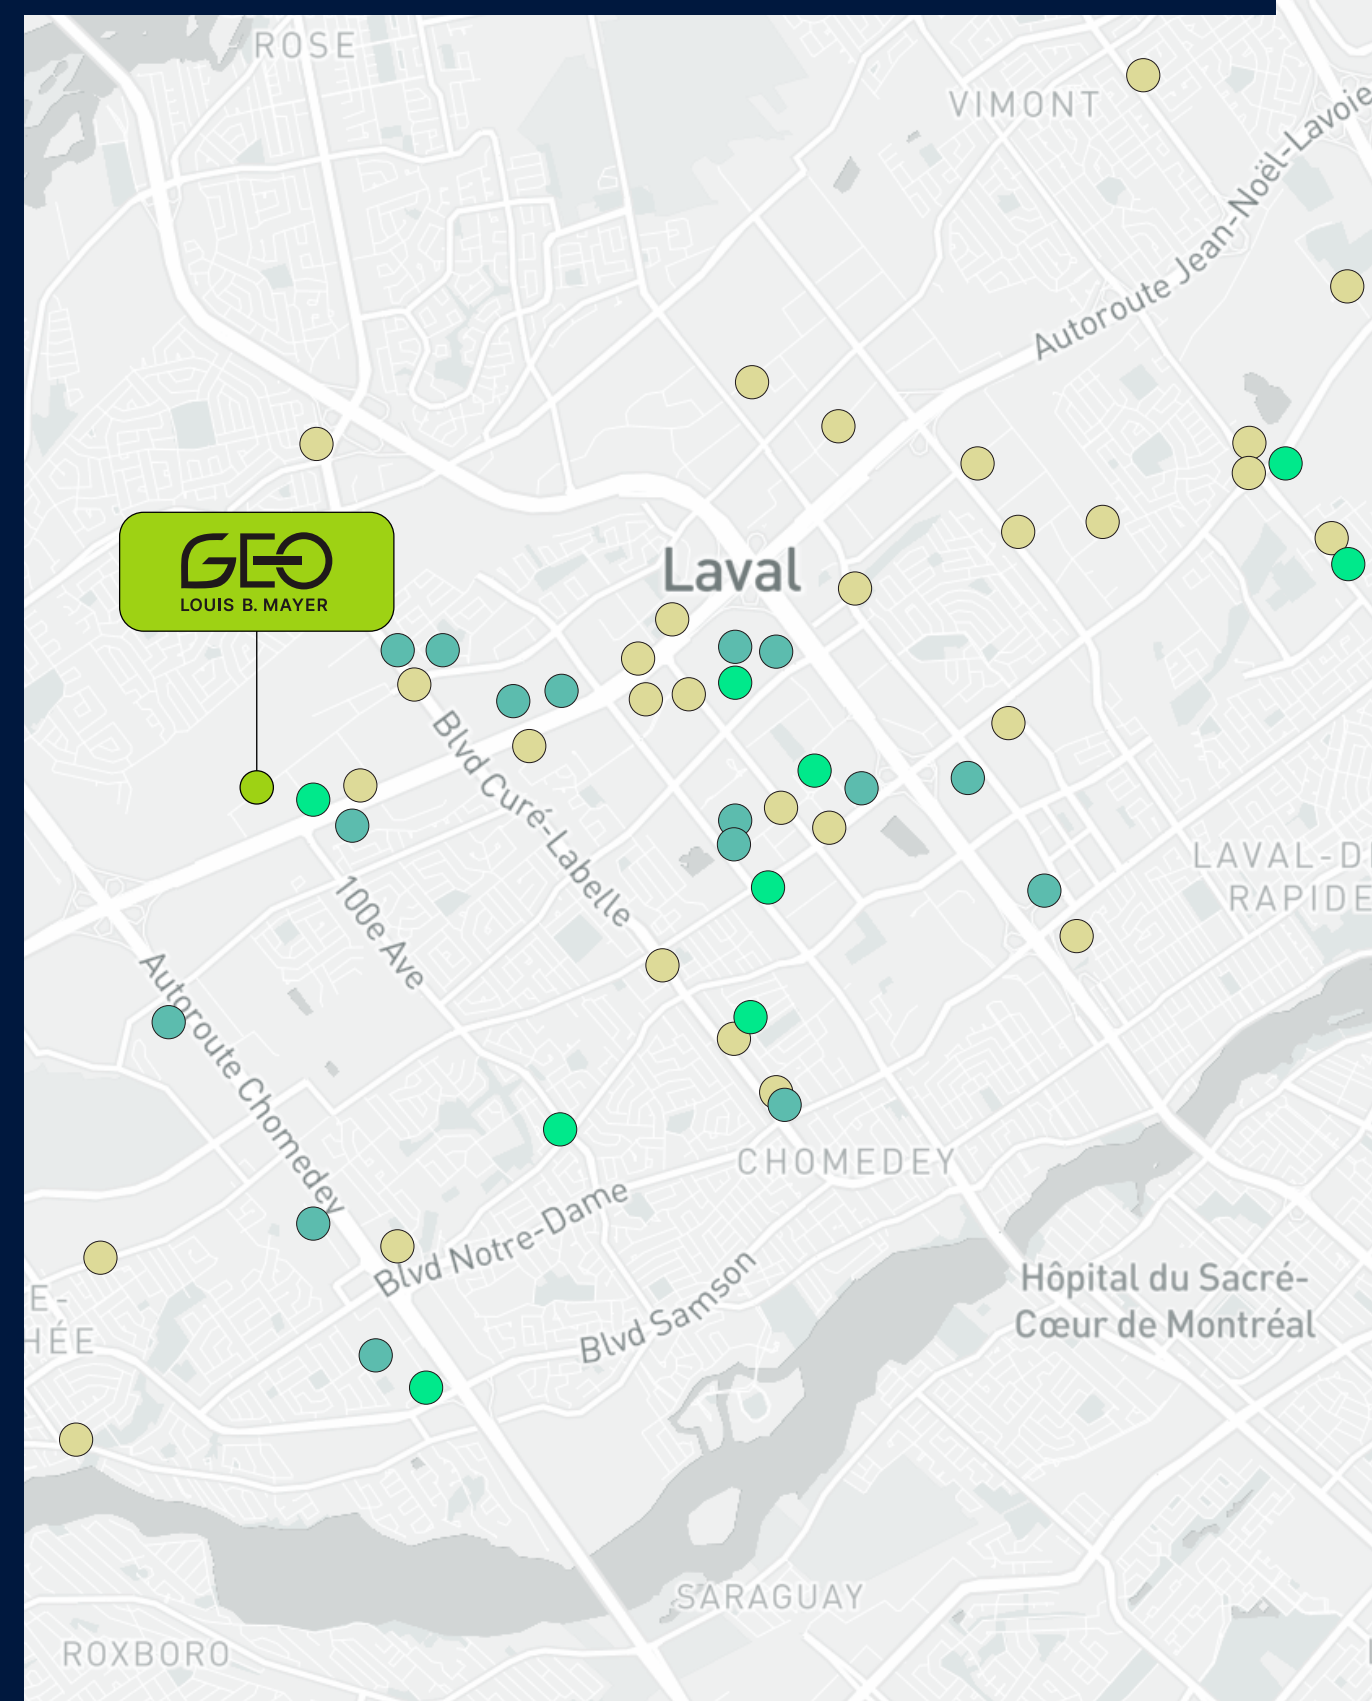 ROSE
VIMONT
Autoroute Jean-Noël-Lavoie
GEO
LOUIS B. MAYER
Laval
Blvd Curé-Labelle
100e Ave
LAVAL-D
RAPIDE
Autoroute Chomedey
CHOMEDEY
Blvd Notre-Dame
Blvd Samson
Hôpital du Sacré-
Cœur de Montréal
E-
HÉE
SARAGUAY
ROXBORO